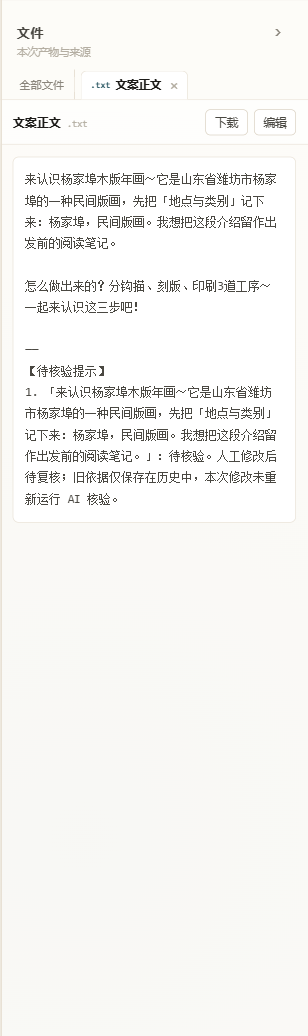 文件
本次产物与来源
全部文件
.txt 文案正文 ×
文案正文 .txt
下载
编辑
来认识杨家埠木版年画～它是山东省潍坊市杨家
埠的一种民间版画，先把「地点与类别」记下
来：杨家埠，民间版画。我想把这段介绍留作出
发前的阅读笔记。
怎么做出来的？分钩描、刻版、印刷3道工序～
一起来认识这三步吧！
——
【待核验提示】
1. 「来认识杨家埠木版年画～它是山东省潍坊
市杨家埠的一种民间版画，先把「地点与类别」
记下来：杨家埠，民间版画。我想把这段介绍留
作出发前的阅读笔记。」：待核验。人工修改后
待复核；旧依据仅保存在历史中，本次修改未重
新运行 AI 核验。